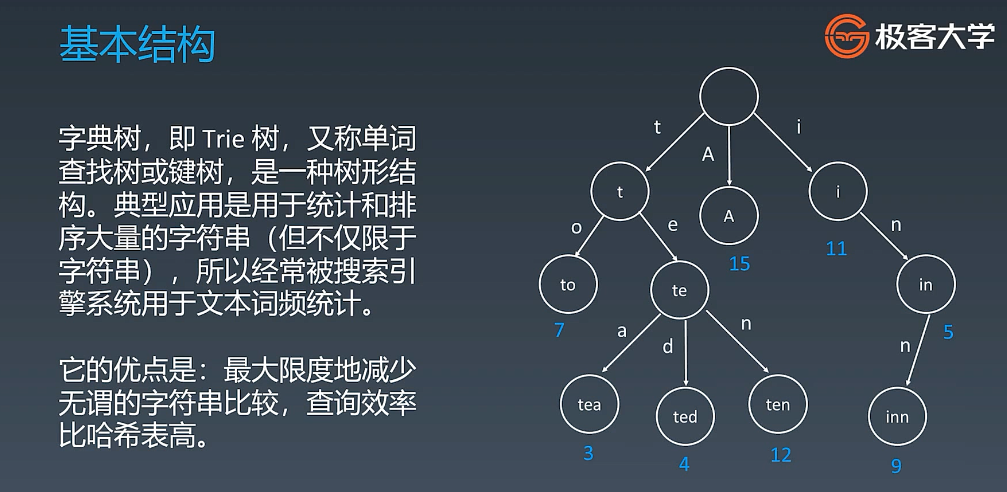 基本结构
极客大学
字典树，即 Trie 树，又称单词
查找树或键树，是一种树形结
构。典型应用是用于统计和排
序大量的字符串（但不仅限于
字符串），所以经常被搜索引
擎系统用于文本词频统计。
它的优点是：最大限度地减少
无谓的字符串比较，查询效率
比哈希表高。
t
A
i
t
A
i
15
11
o
e
n
to
te
in
7
5
a
d
n
n
tea
ted
ten
inn
3
4
12
9